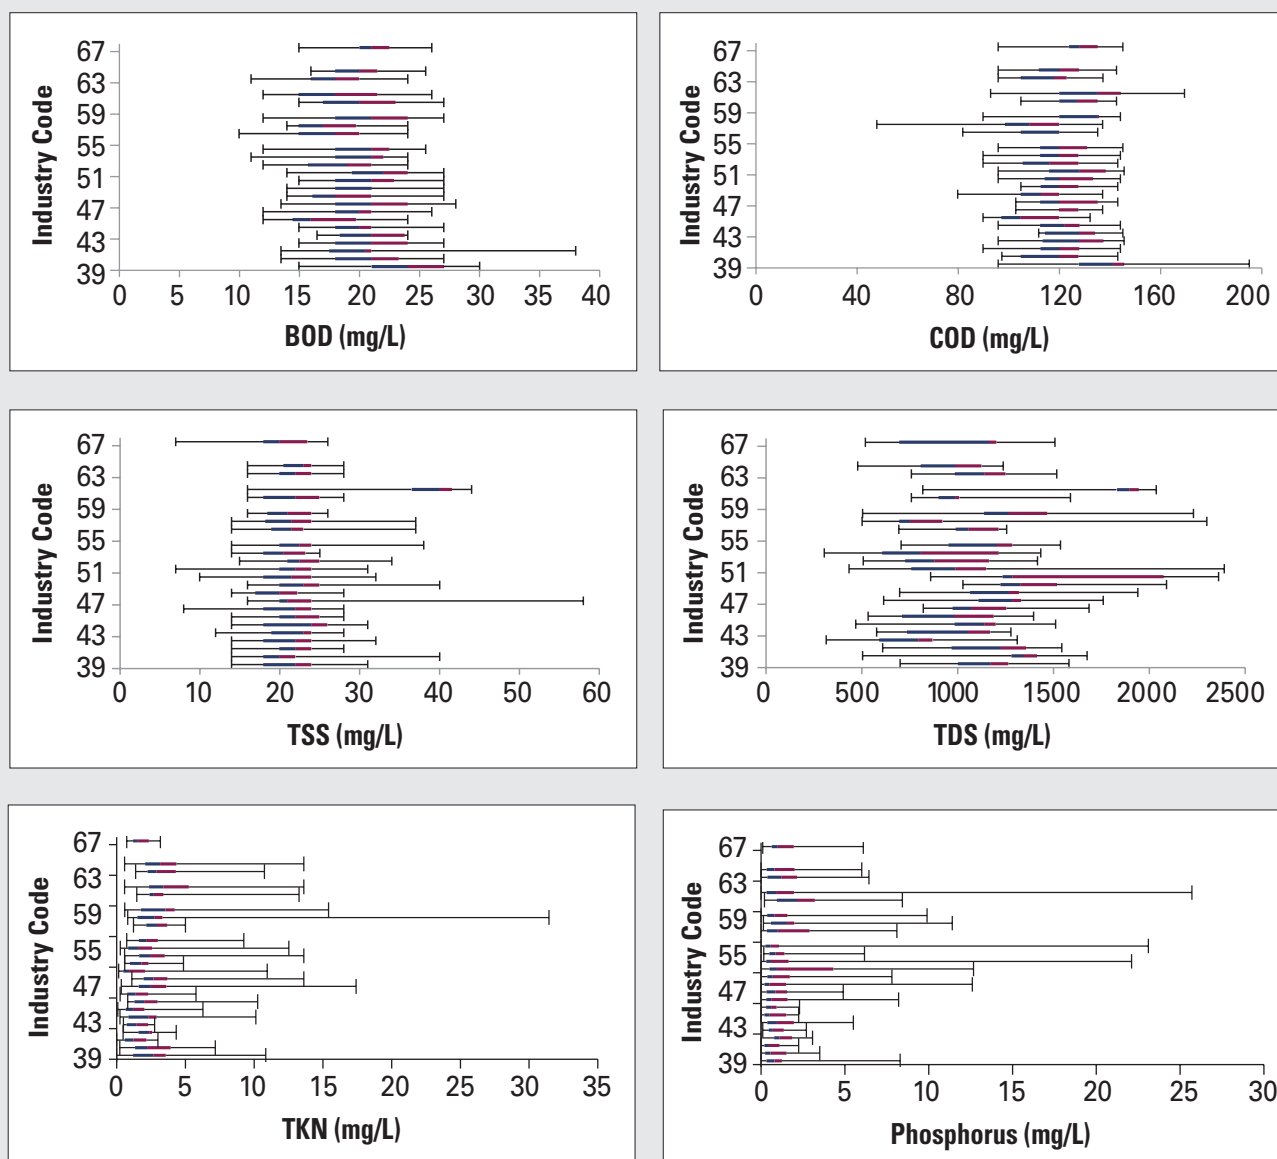 Industry Code
67
63
59
55
51
47
43
39
0 5 10 15 20 25 30 35 40
BOD (mg/L)
Industry Code
67
63
59
55
51
47
43
39
0 40 80 120 160 200
COD (mg/L)
Industry Code
67
63
59
55
51
47
43
39
0 10 20 30 40 50 60
TSS (mg/L)
Industry Code
67
63
59
55
51
47
43
39
0 500 1000 1500 2000 2500
TDS (mg/L)
Industry Code
67
63
59
55
47
43
39
0 5 10 15 20 25 30 35
TKN (mg/L)
Industry Code
67
63
59
55
47
43
39
0 5 10 15 20 25 30
Phosphorus (mg/L)